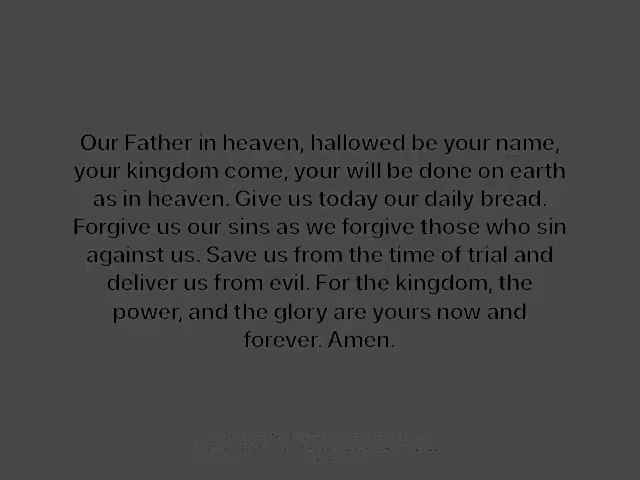 Our Father in heaven, hallowed be your name,
your kingdom come, your will be done on earth
as in heaven. Give us today our daily bread.
Forgive us our sins as we forgive those who sin
against us. Save us from the time of trial and
deliver us from evil. For the kingdom, the
power, and the glory are yours now and
forever. Amen.